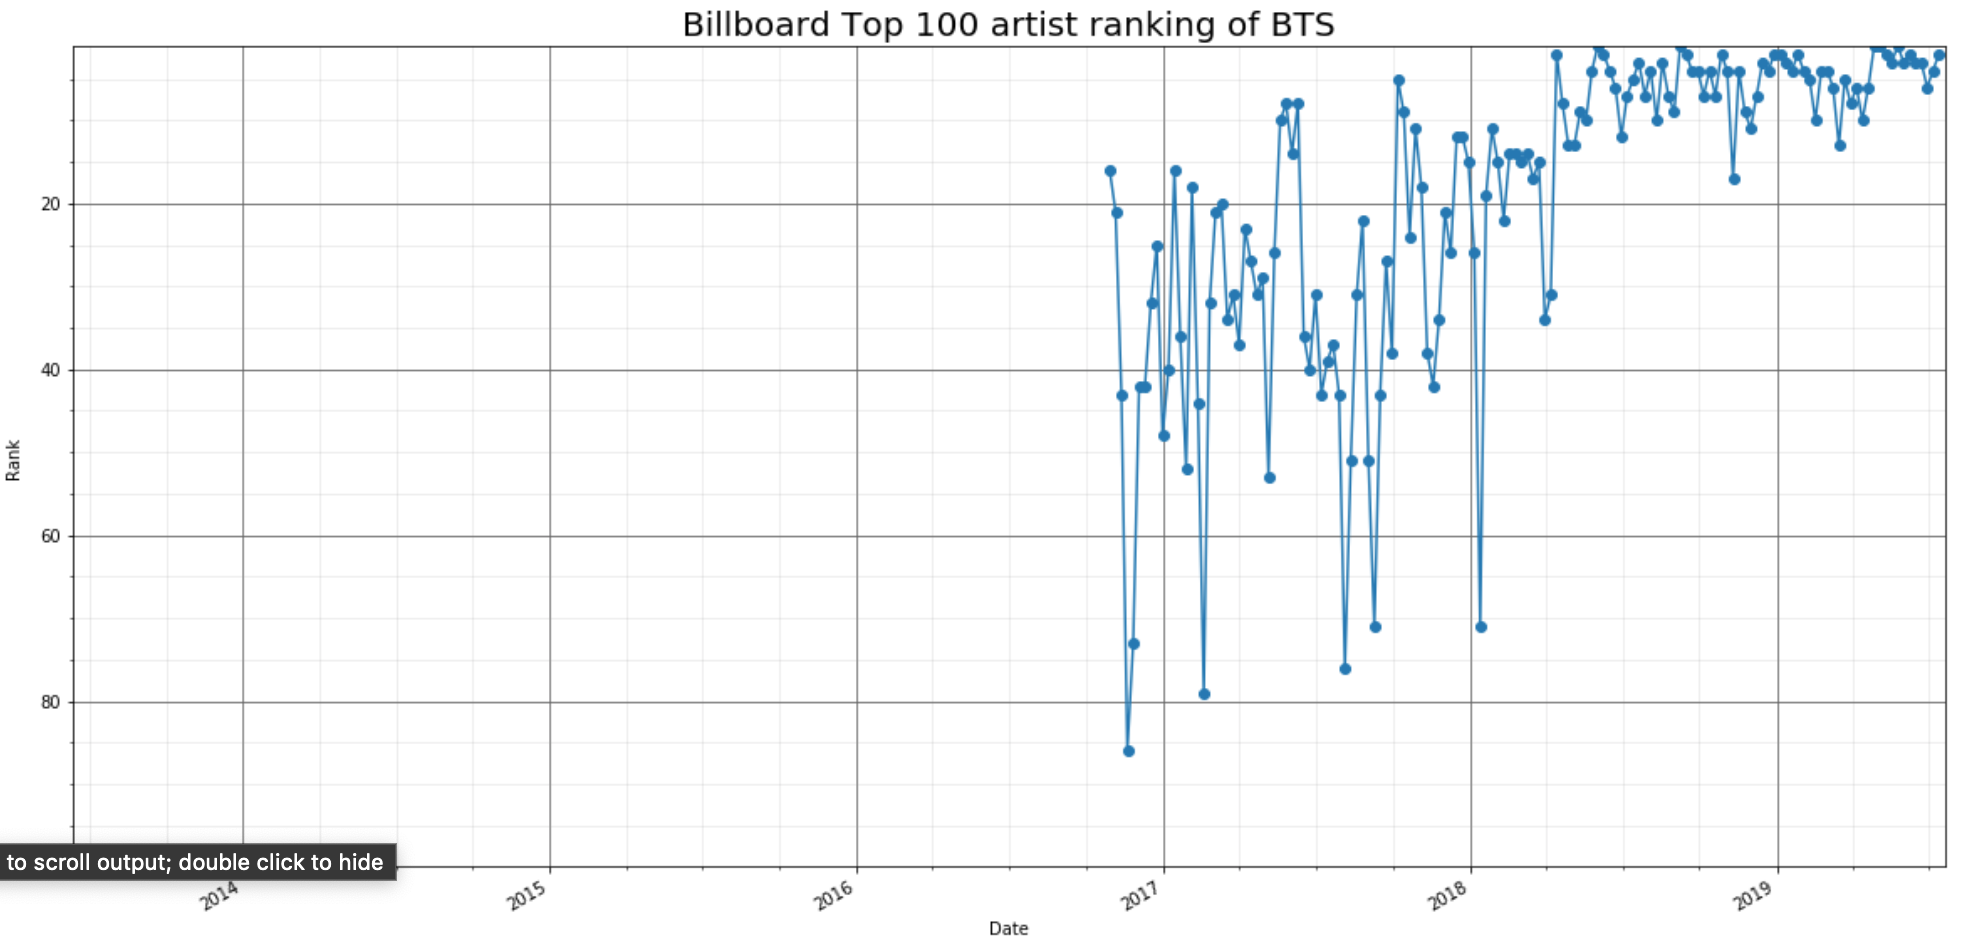 Billboard Top 100 artist ranking of BTS
20
40
60
80
Rank
to scroll output; double click to hide
2014
2015
2016
2017
2018
2019
Date